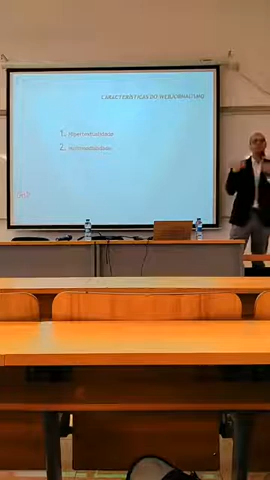 CARACTERÍSTICAS DO WEBJORNALISMO
1. Hipertextualidade
2. Multimedialidade